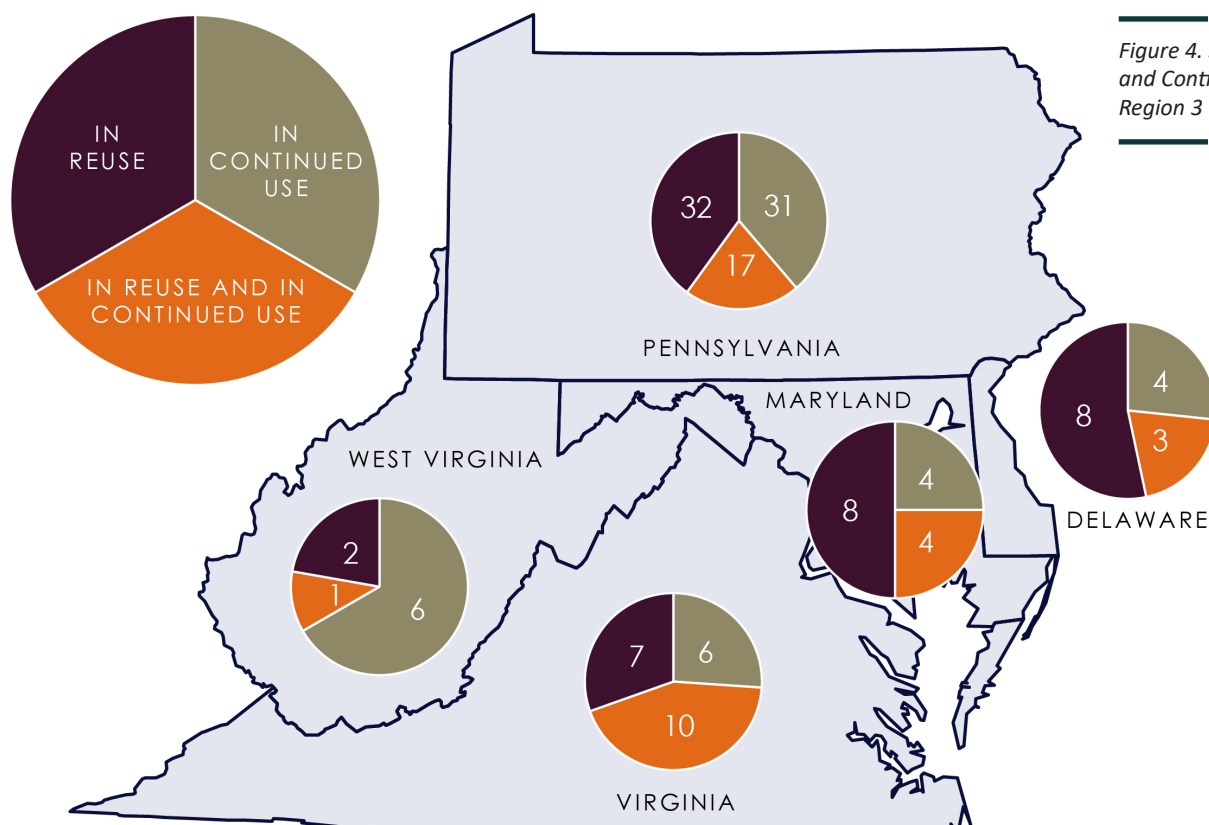 IN
REUSE
IN
CONTINUED
USE
IN REUSE AND IN
CONTINUED USE
Figure 4.
and Conti
Region 3
32
31
17
PENNSYLVANIA
MARYLAND
8
4
4
8
4
3
DELAWARE
WEST VIRGINIA
2
1
6
7
6
10
VIRGINIA